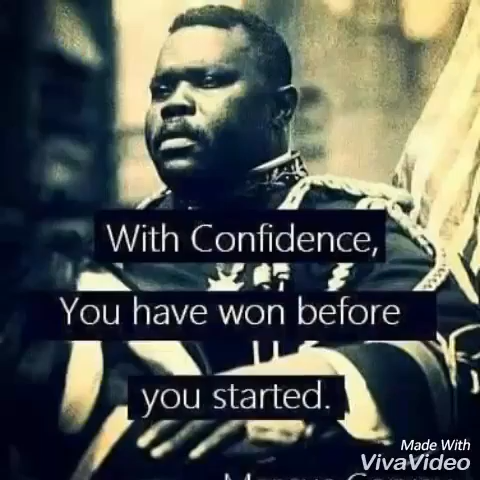 With Confidence,
You have won before
you started.
Made With
VivaVideo